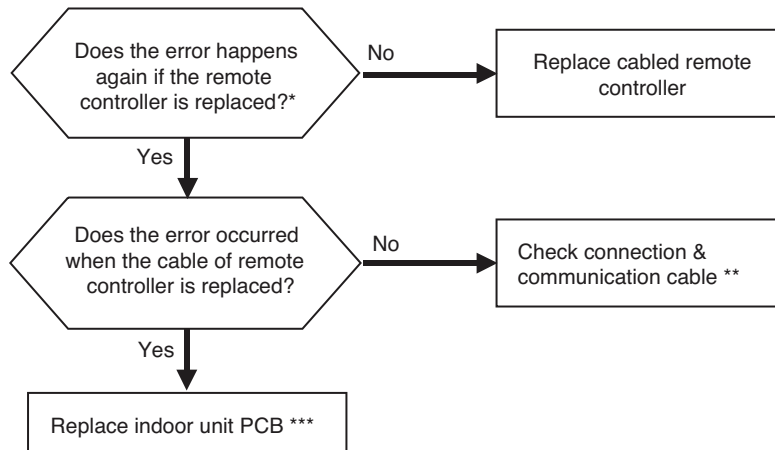 Does the error happens
again if the remote
controller is replaced?*
No
Replace cabled remote
controller
Yes
Does the error occurred
when the cable of remote
controller is replaced?
No
Check connection &
communication cable **
Yes
Replace indoor unit PCB ***